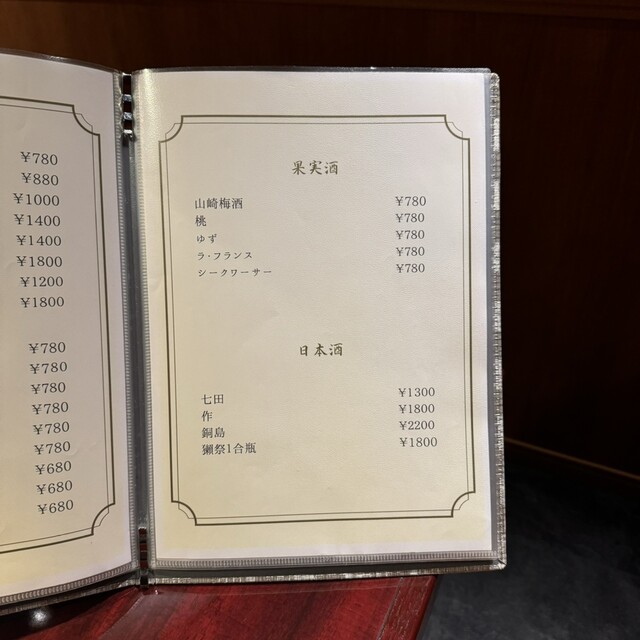 ¥780
¥880
¥1000
¥1400
¥1400
¥1800
¥1200
¥1800
¥780
¥780
¥780
¥780
¥780
¥780
¥680
¥680
¥680
果実酒
山崎梅酒 ¥780
桃 ¥780
ゆず ¥780
ラ・フランス ¥780
シークワーサー ¥780
日本酒
七田 ¥1300
作 ¥1800
鍋島 ¥2200
獺祭1合瓶 ¥1800